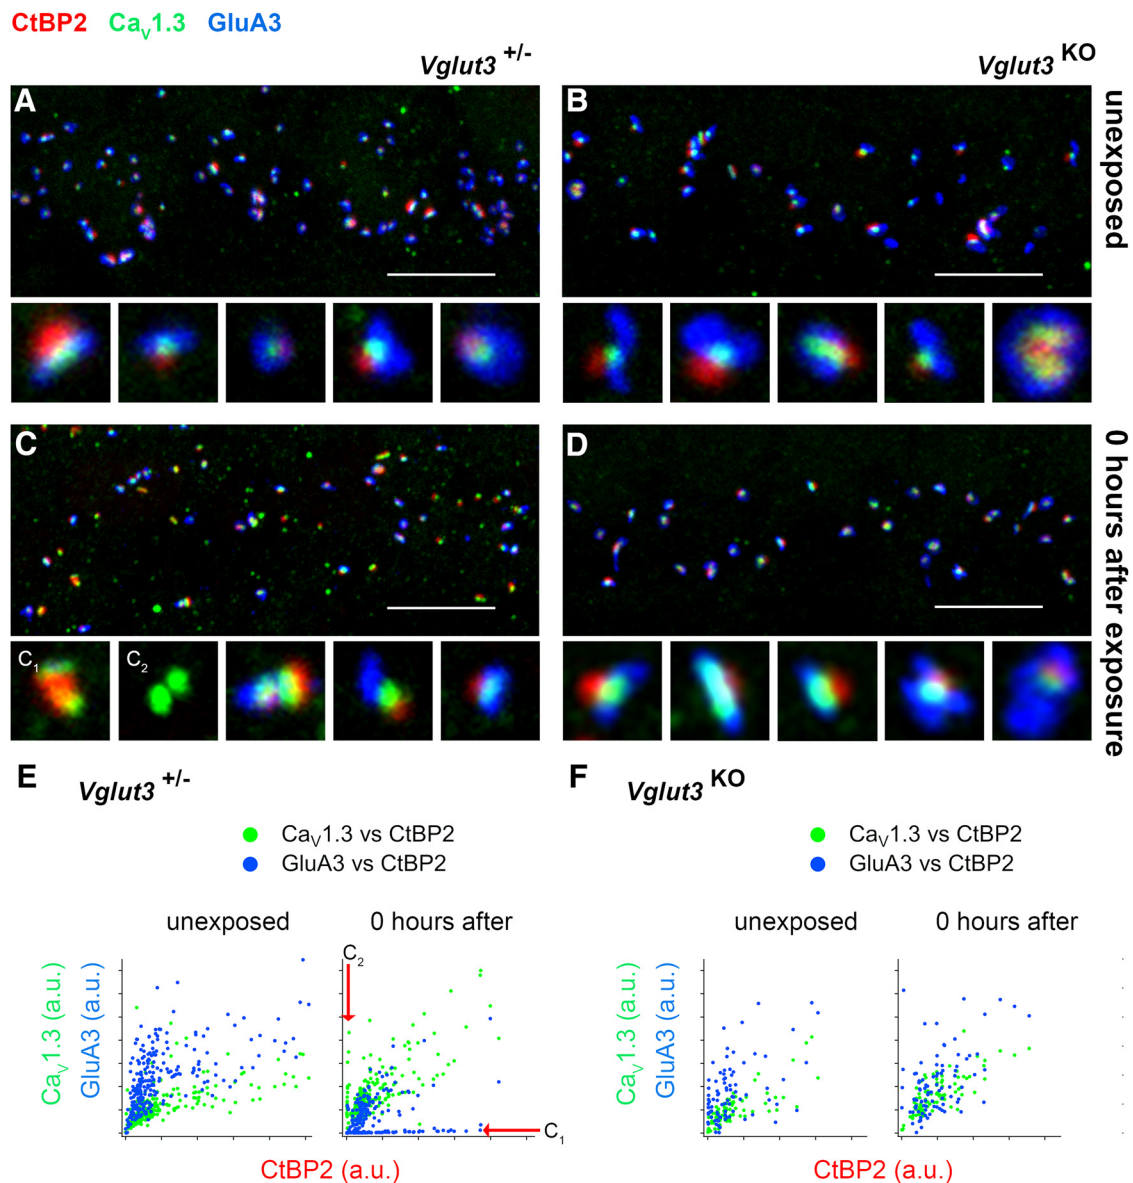 CtBP2 CaV1.3 GluA3
Vglut3 +/- Vglut3 KO
A B unexposed
C D 0 hours after exposure
C1 C2
E Vglut3 +/- F Vglut3 KO
CaV1.3 vs CtBP2 CaV1.3 vs CtBP2
GluA3 vs CtBP2 GluA3 vs CtBP2
unexposed 0 hours after unexposed 0 hours after
C2
CaV1.3 (a.u.) GluA3 (a.u.) CaV1.3 (a.u.) GluA3 (a.u.)
C1
CtBP2 (a.u.) CtBP2 (a.u.)